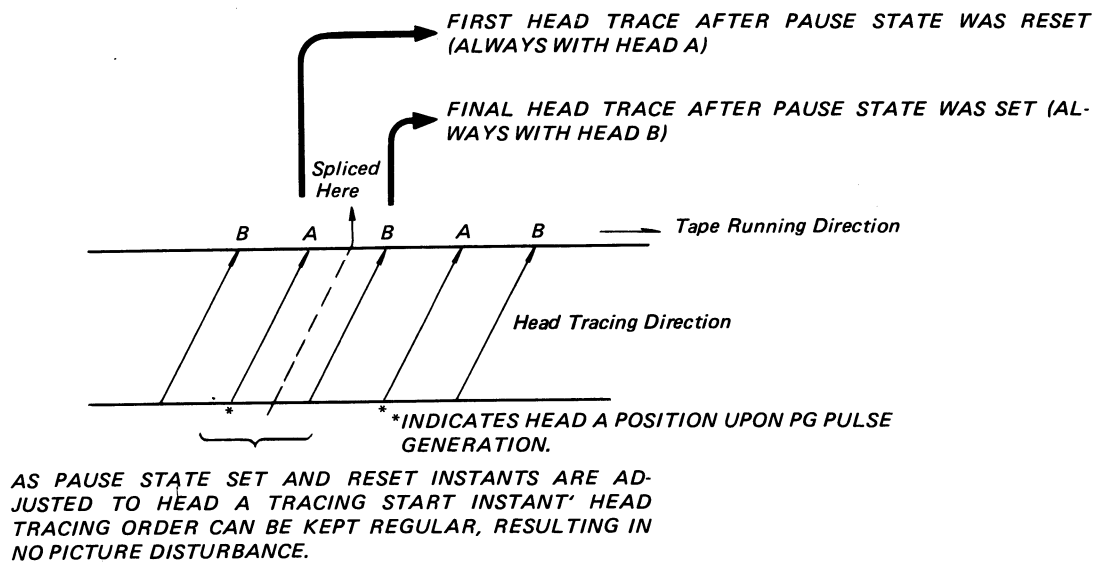 FIRST HEAD TRACE AFTER PAUSE STATE WAS RESET
(ALWAYS WITH HEAD A)
FINAL HEAD TRACE AFTER PAUSE STATE WAS SET (AL-
WAYS WITH HEAD B)
Spliced
Here
B A B A B
Tape Running Direction
Head Tracing Direction
* *
*INDICATES HEAD A POSITION UPON PG PULSE
GENERATION.
AS PAUSE STATE SET AND RESET INSTANTS ARE AD-
JUSTED TO HEAD A TRACING START INSTANT' HEAD
TRACING ORDER CAN BE KEPT REGULAR, RESULTING IN
NO PICTURE DISTURBANCE.